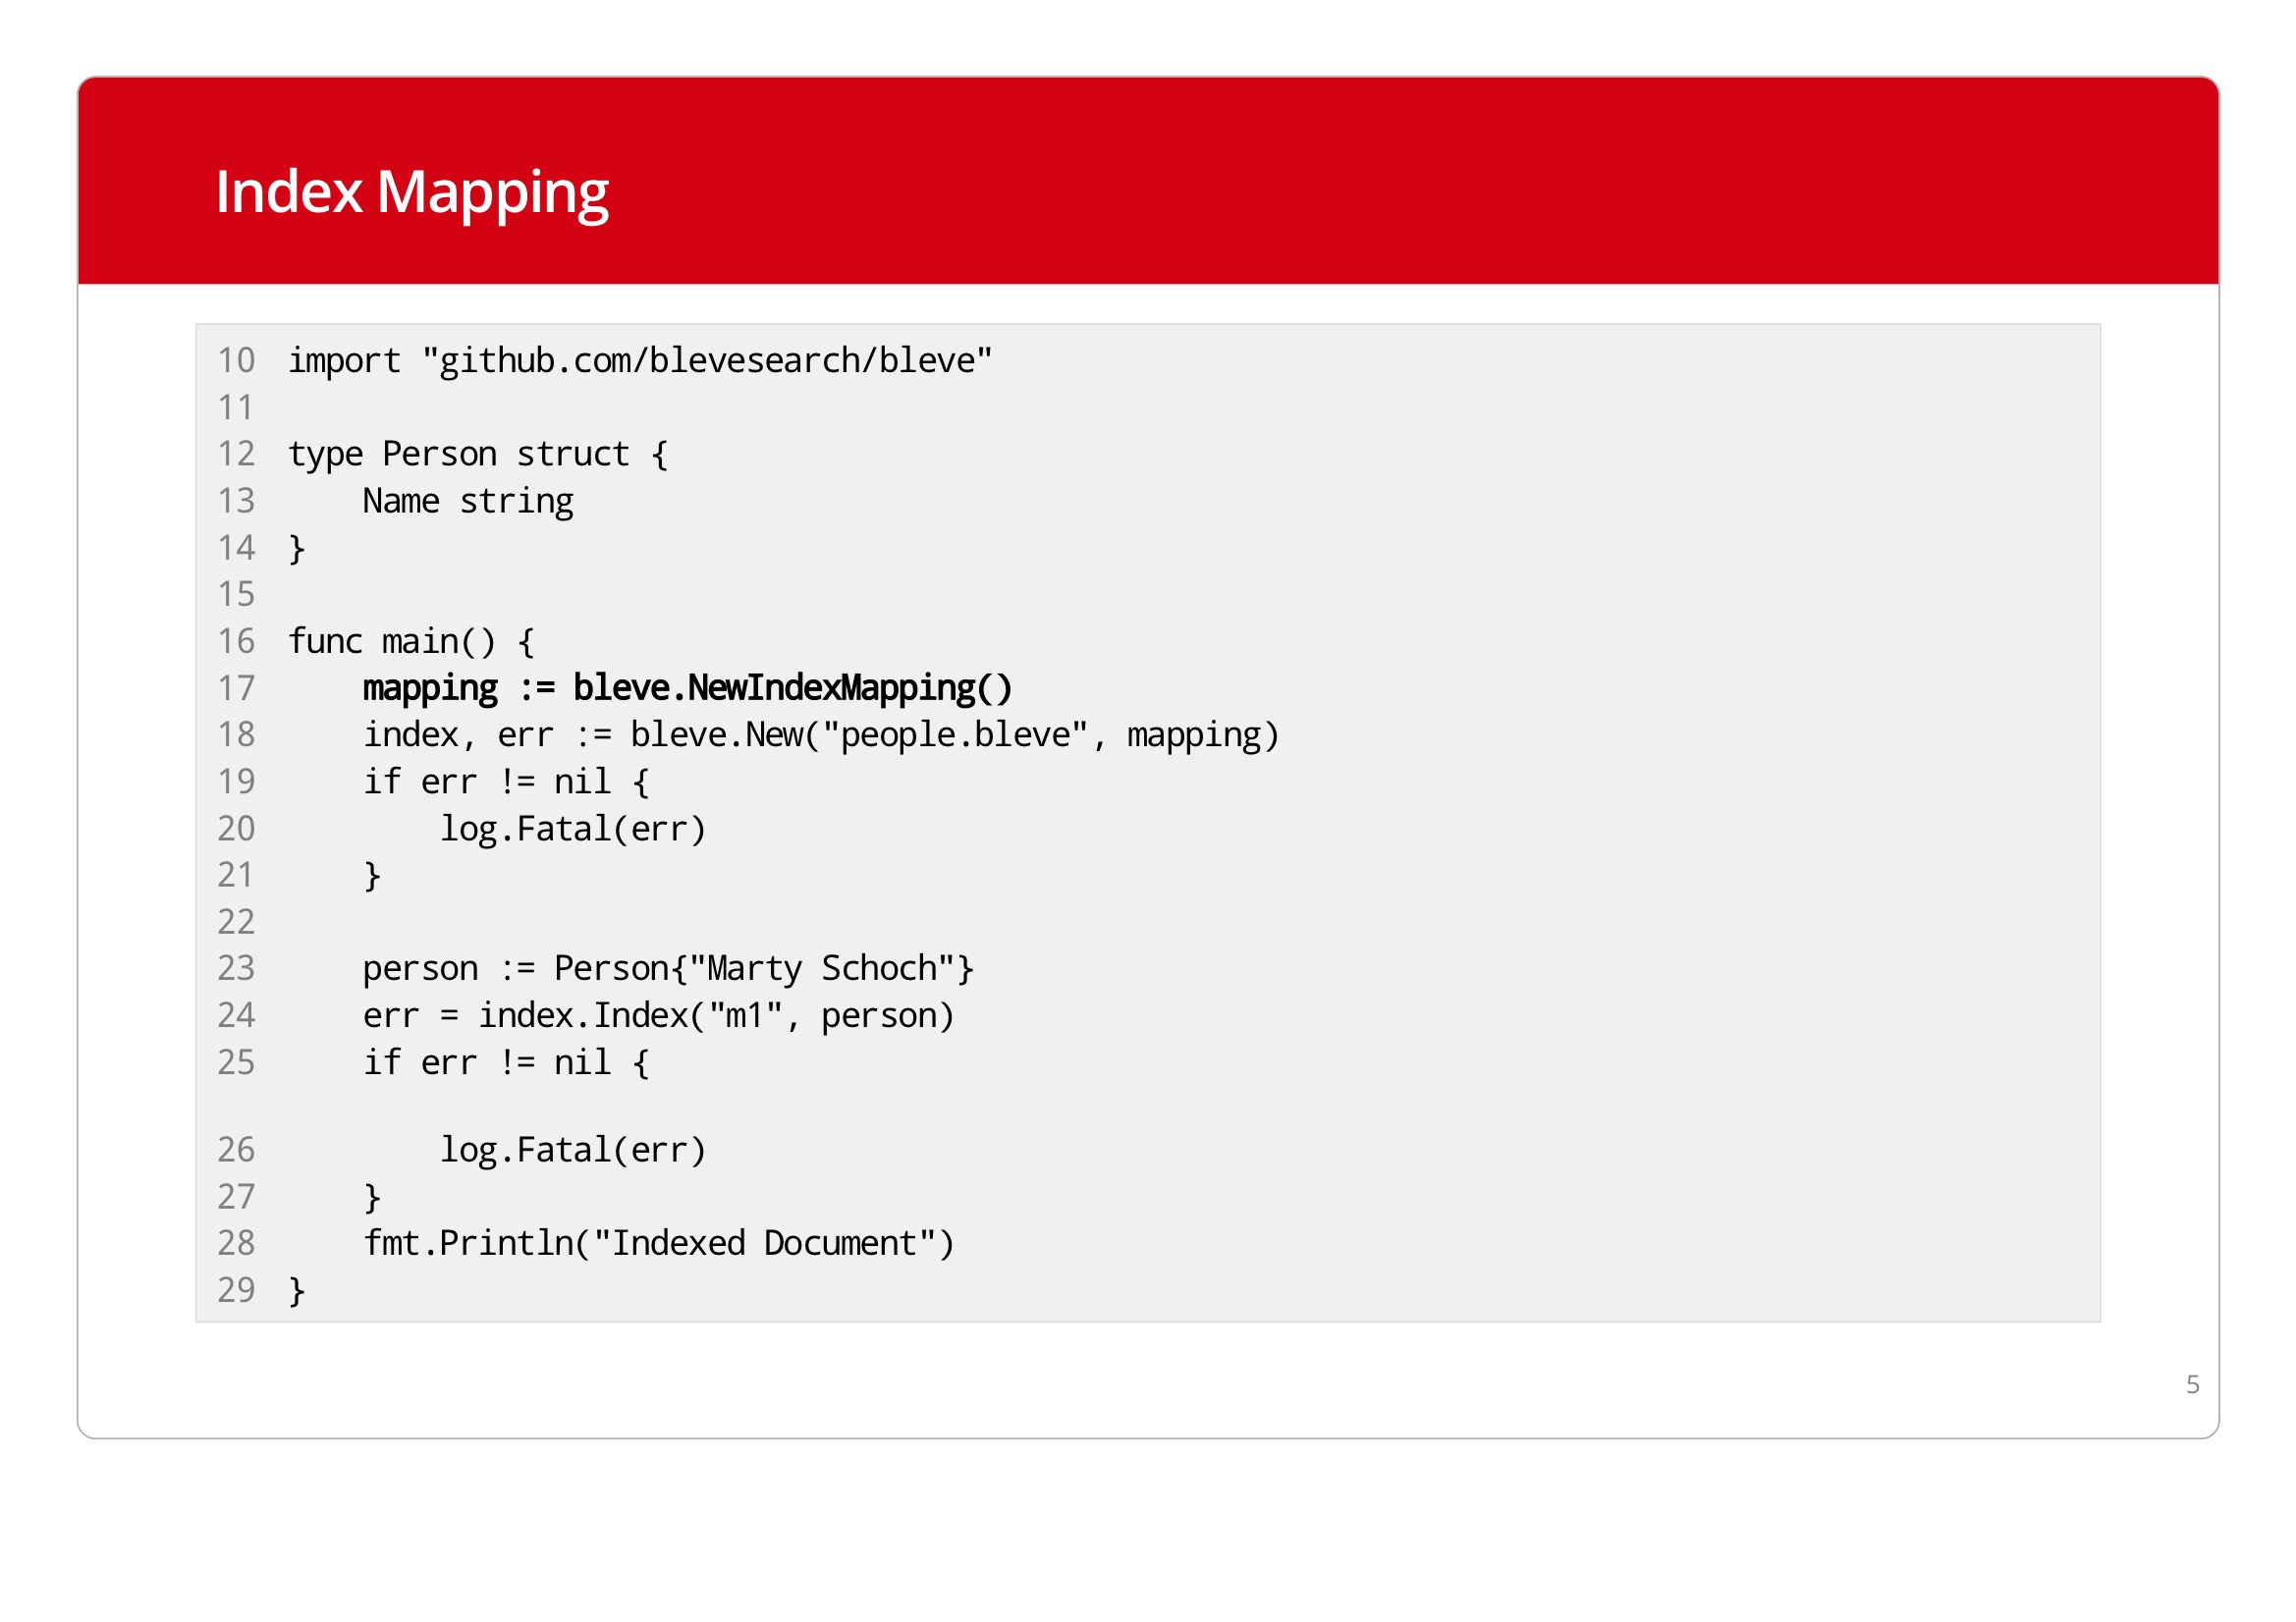 Index Mapping
10 import "github.com/blevesearch/bleve"
11
12 type Person struct {
13     Name string
14 }
15
16 func main() {
17     mapping := bleve.NewIndexMapping()
18     index, err := bleve.New("people.bleve", mapping)
19     if err != nil {
20         log.Fatal(err)
21     }
22
23     person := Person{"Marty Schoch"}
24     err = index.Index("m1", person)
25     if err != nil {
26         log.Fatal(err)
27     }
28     fmt.Println("Indexed Document")
29 }
5